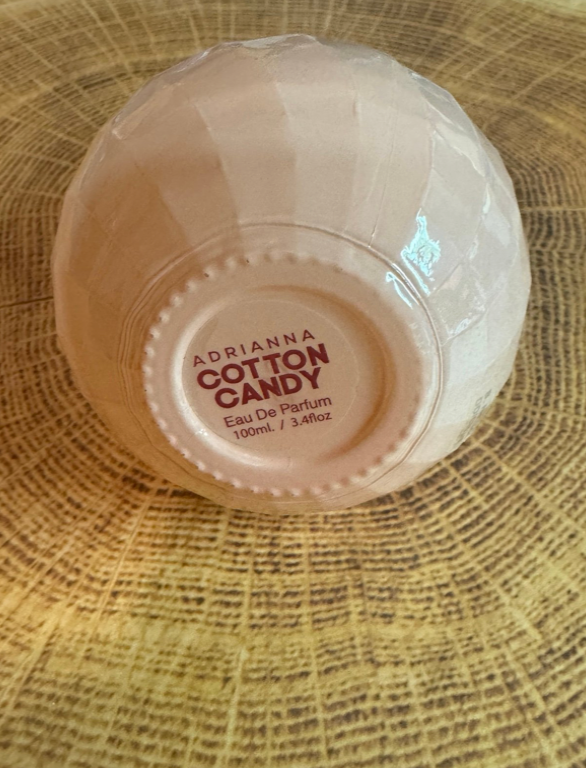 ADRIANNA
COTTON
CANDY
Eau De Parfum
100ml. / 3.4floz